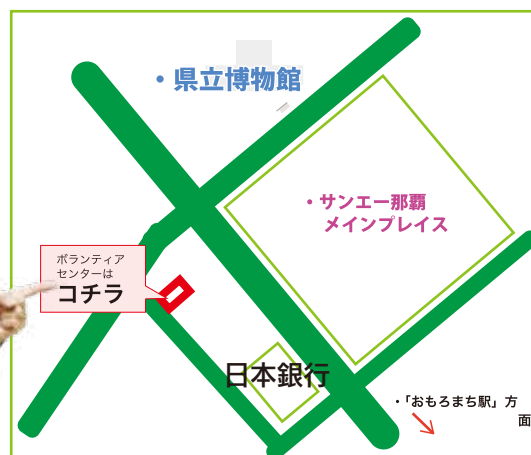 ・県立博物館
・サンエー那覇
メインプレイス
ボランティア
センターは
コチラ
日本銀行
・「おもろまち駅」方
面